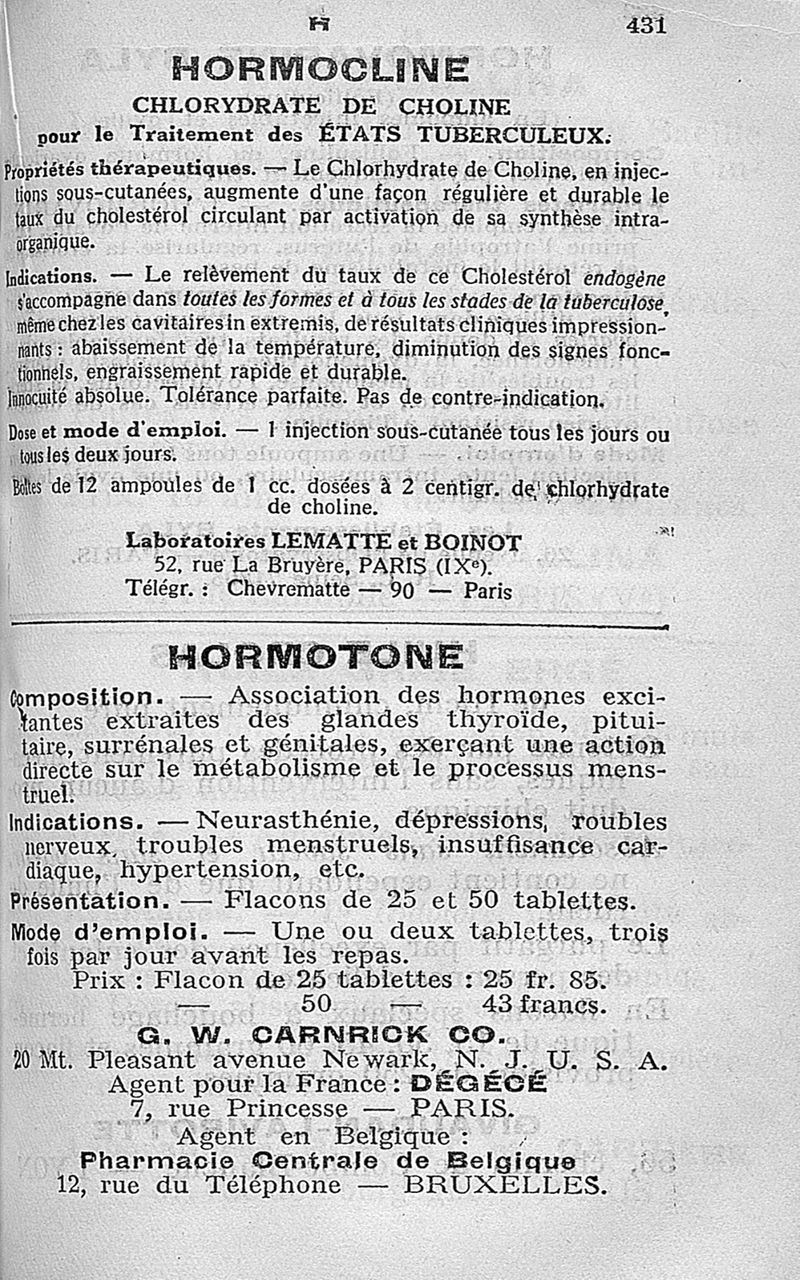 H 431
HORMOCLINE
CHLORYDRATE DE CHOLINE
pour le Traitement des ÉTATS TUBERCULEUX.
Propriétés thérapeutiques. — Le Chlorhydrate de Choline, en injec-
tions sous-cutanées, augmente d'une façon régulière et durable le
taux du cholestérol circulant par activation de sa synthèse intra-
organique.
Indications. — Le relèvement du taux de ce Cholestérol endogène
s'accompagne dans toutes les formes et à tous les stades de la tuberculose,
même chez les cavitaires in extremis, de résultats cliniques impression-
nants : abaissement de la température, diminution des signes fonc-
tionnels, engraissement rapide et durable.
Innocuité absolue. Tolérance parfaite. Pas de contre-indication.
Dose et mode d'emploi. — 1 injection sous-cutanée tous les jours ou
tous les deux jours.
Boîtes de 12 ampoules de 1 cc. dosées à 2 centigr. de chlorhydrate
de choline.
Laboratoires LEMATTE et BOINOT
52, rue La Bruyère, PARIS (IXe).
Télégr. : Chevrematte — 90 — Paris
HORMOTONE
Composition. — Association des hormones exci-
tantes extraites des glandes thyroïde, pitui-
taire, surrénales et génitales, exerçant une action
directe sur le métabolisme et le processus mens-
truel.
Indications. — Neurasthénie, dépressions, roubles
nerveux, troubles menstruels, insuffisance car-
diaque, hypertension, etc.
Présentation. — Flacons de 25 et 50 tablettes.
Mode d'emploi. — Une ou deux tablettes, trois
fois par jour avant les repas.
Prix : Flacon de 25 tablettes : 25 fr. 85.
— 50 — 43 francs.
G. W. CARNRICK CO.
20 Mt. Pleasant avenue Newark, N. J. U. S. A.
Agent pour la France : DÉGÉCÉ
7, rue Princesse — PARIS.
Agent en Belgique :
Pharmacie Centrale de Belgique
12, rue du Téléphone — BRUXELLES.